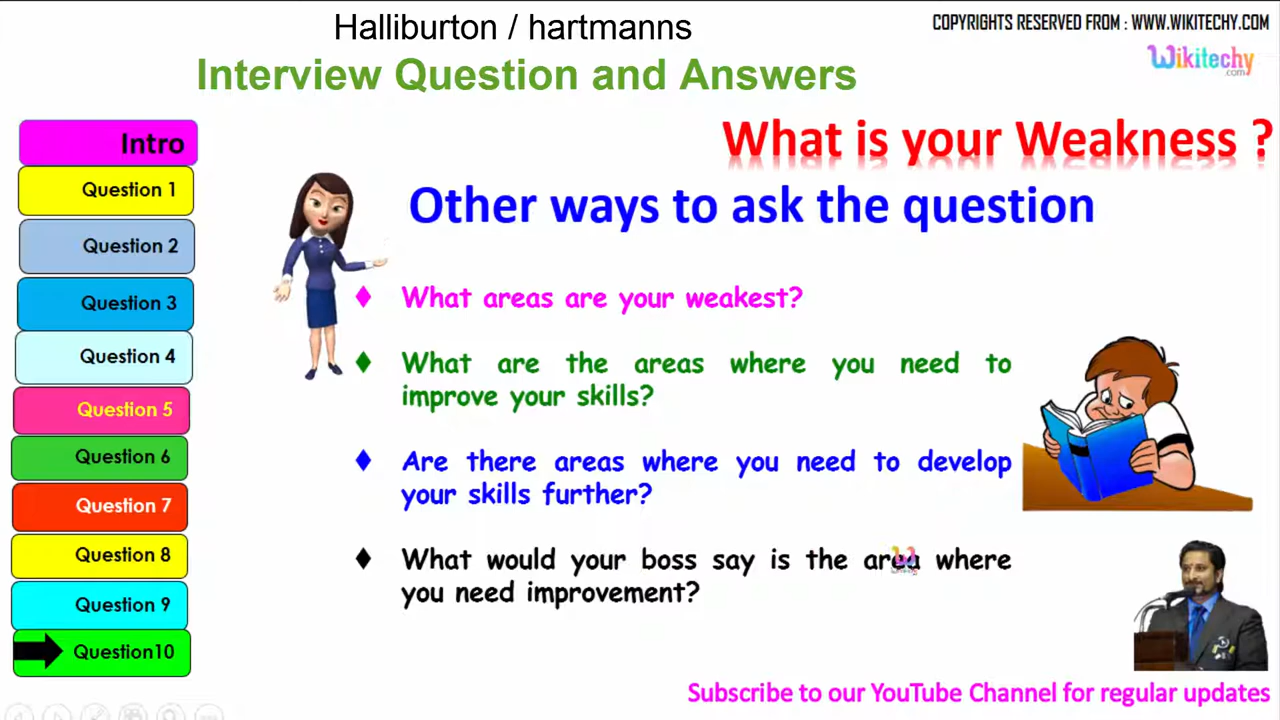 Halliburton / hartmanns
COPYRIGHTS RESERVED FROM : WWW.WIKITECHY.COM
Interview Question and Answers
Wikitechy
.com
What is your Weakness ?
Intro
Question 1
Question 2
Question 3
Question 4
Question 5
Question 6
Question 7
Question 8
Question 9
Question10
Other ways to ask the question
What areas are your weakest?
What are the areas where you need to
improve your skills?
Are there areas where you need to develop
your skills further?
What would your boss say is the area where
you need improvement?
Subscribe to our YouTube Channel for regular updates